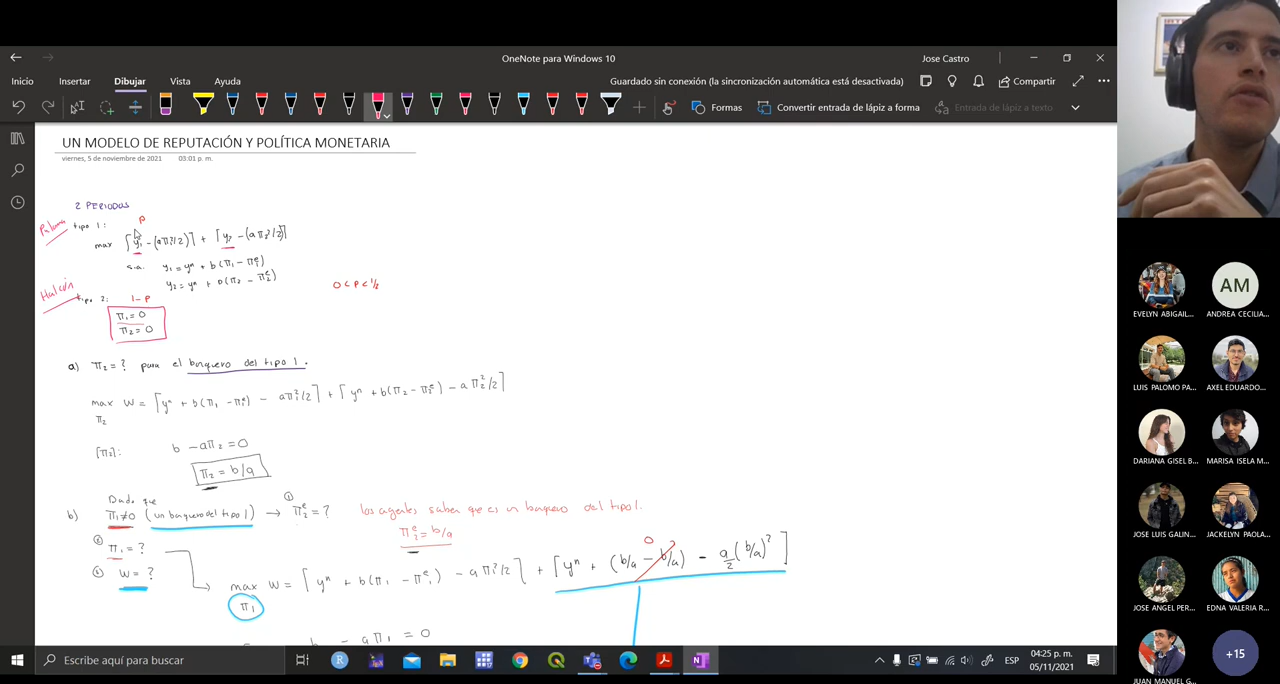 OneNote para Windows 10
Jose Castro
Inicio Insertar Dibujar Vista Ayuda
Guardado sin conexión (la sincronización automática está desactivada)
Compartir
Formas
Convertir entrada de lápiz a forma
Entrada de lápiz a texto
UN MODELO DE REPUTACIÓN Y POLÍTICA MONETARIA
viernes, 5 de noviembre de 2021 03:01 p. m.
2 PERIODOS
Paloma tipo 1: P
max [y₁ - (aπ₁²/2)] + [y₂ - (aπ₂²/2)]
s.a. y₁ = yⁿ + b(π₁ - π₁ᵉ)
y₂ = yⁿ + b(π₂ - π₂ᵉ)
0 < P < 1/2
Halcón tipo 2: 1-P
π₁ = 0
π₂ = 0
a) π₂ = ? para el banquero del tipo 1.
max W = [yⁿ + b(π₁ - π₁ᵉ) - aπ₁²/2] + [yⁿ + b(π₂ - π₂ᵉ) - aπ₂²/2]
π₂
[π₂]: b - aπ₂ = 0
π₂ = b/a
Dado que
b) π₁≠0 (un banquero del tipo 1) → π₂ᵉ = ? los agentes saben que es un banquero del tipo 1.
π₂ᵉ = b/a
π₁ = ?
W = ?
max W = [yⁿ + b(π₁ - π₁ᵉ) - aπ₁²/2] + [yⁿ + (b/a - b/a) 0 - a/2 (b/a)²]
π₁
b - aπ₁ = 0
EVELYN ABIGAIL...
ANDREA CECILIA...
LUIS PALOMO PA...
AXEL EDUARDO...
DARIANA GISEL B...
MARISA ISELA M...
JOSE LUIS GALIN...
JACKELYN PAOLA...
JOSE ANGEL PER...
EDNA VALERIA R...
JUAN MANUEL G...
AM
+15
Escribe aquí para buscar
ESP
04:25 p. m.
05/11/2021